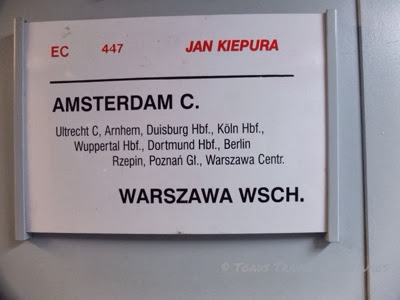 EC 447 JAN KIEPURA
AMSTERDAM C.
Ultrecht C, Arnhem, Duisburg Hbf., Köln Hbf.,
Wuppertal Hbf., Dortmund Hbf., Berlin
Rzepin, Poznań Gł., Warszawa Centr.
WARSZAWA WSCH.